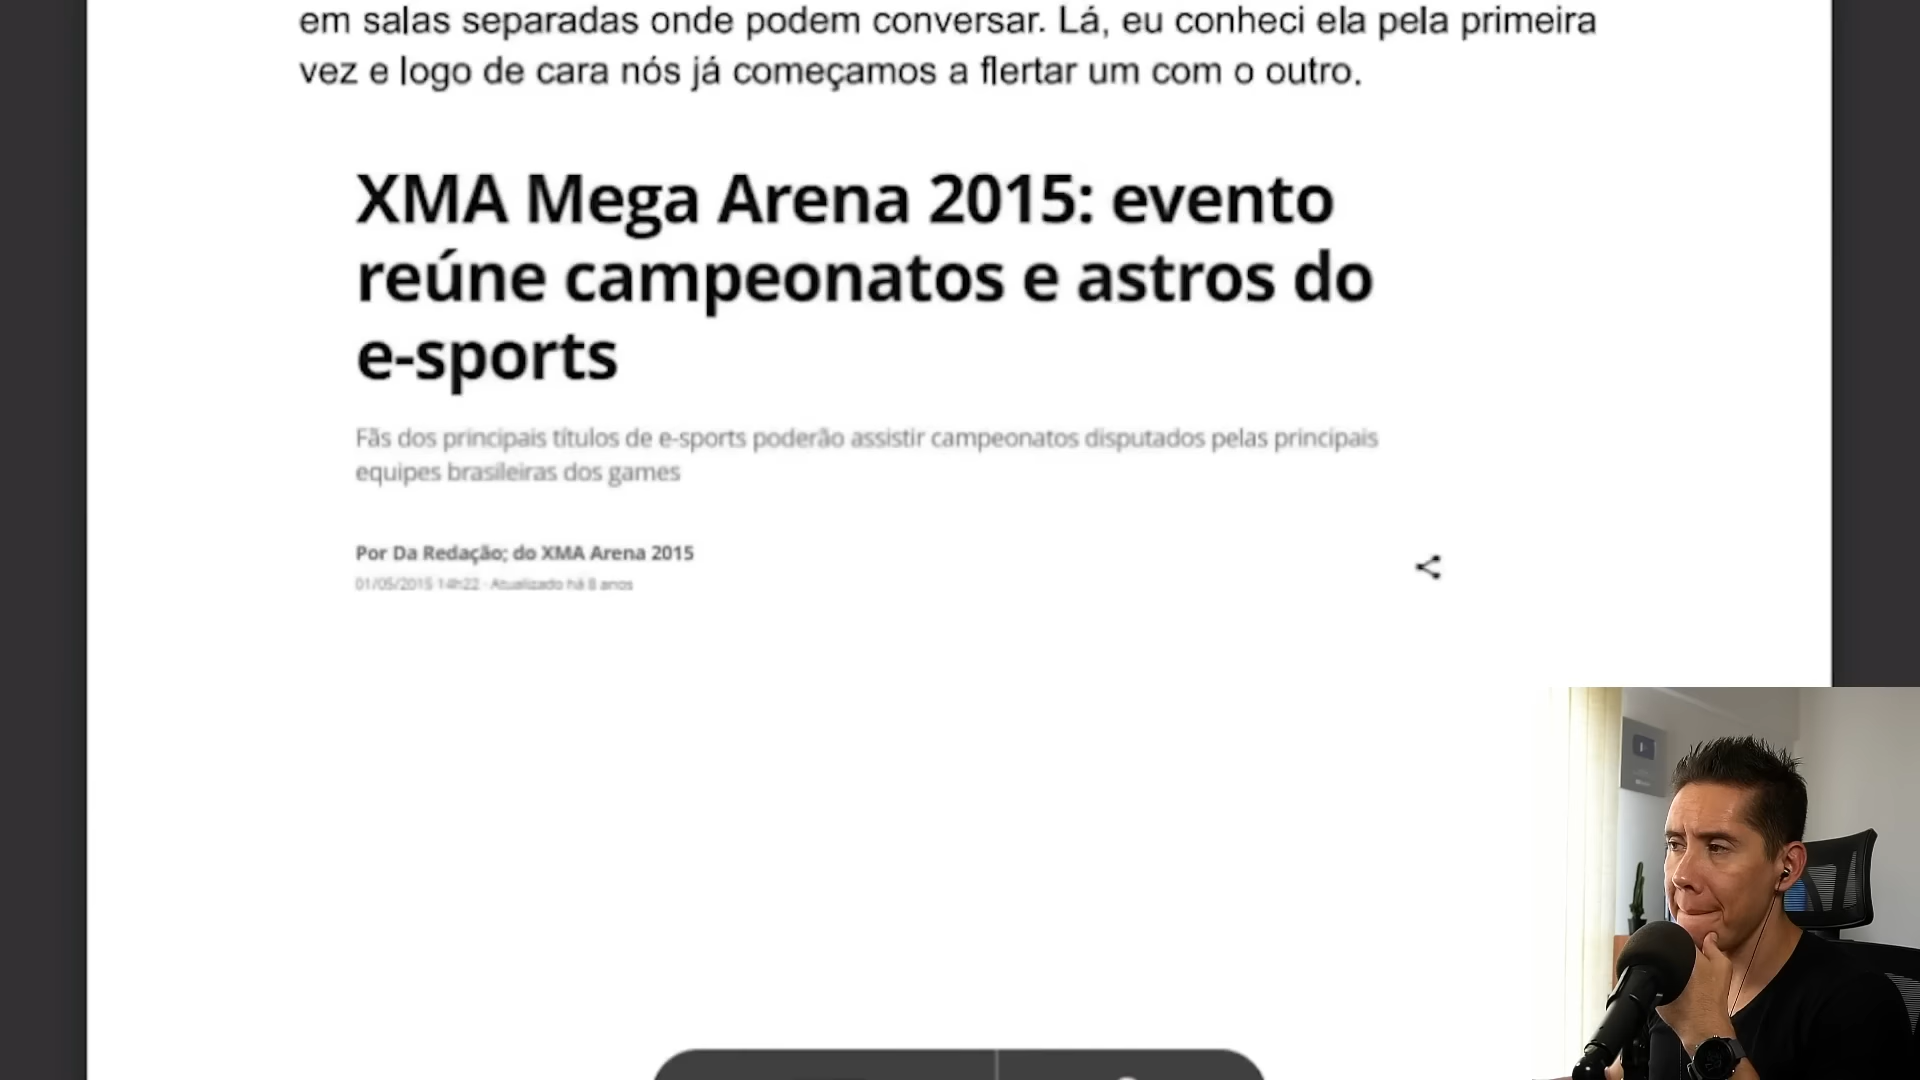 em salas separadas onde podem conversar. Lá, eu conheci ela pela primeira
vez e logo de cara nós já começamos a flertar um com o outro.
XMA Mega Arena 2015: evento
reúne campeonatos e astros do
e-sports
Fãs dos principais títulos de e-sports poderão assistir campeonatos disputados pelas principais
equipes brasileiras dos games
Por Da Redação; do XMA Arena 2015
01/05/2015 14h22 · Atualizado há 8 anos